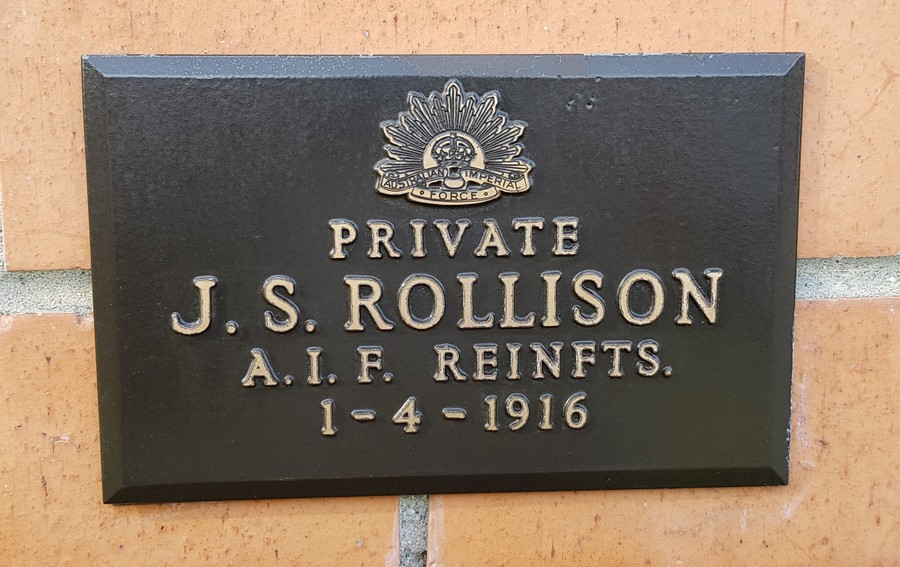 AUSTRALIAN IMPERIAL
FORCE
PRIVATE
J. S. ROLLISON
A. I. F. REINFTS.
1 - 4 - 1916